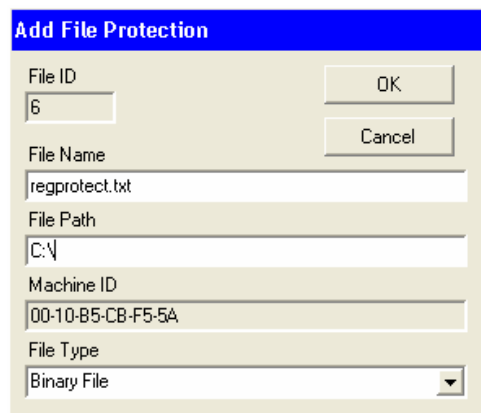 Add File Protection
File ID
OK
6
Cancel
File Name
regprotect.txt
File Path
C:\
Machine ID
00-10-B5-CB-F5-5A
File Type
Binary File